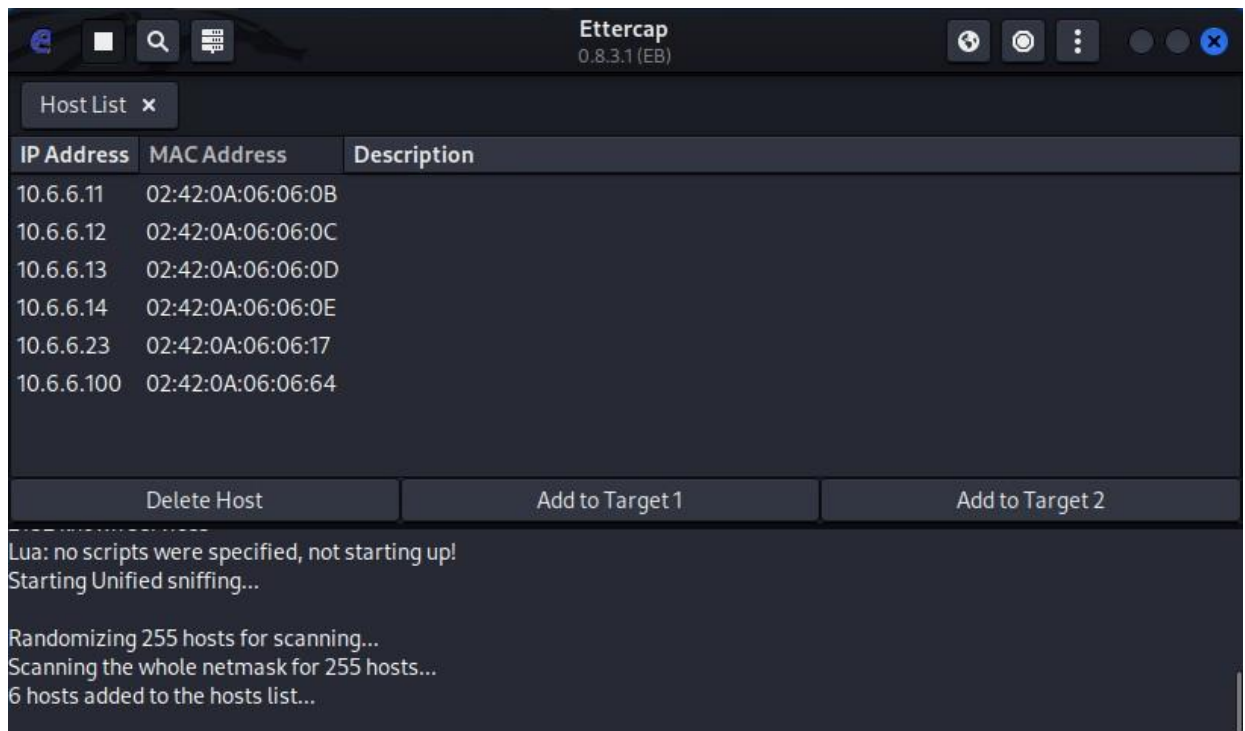 Ettercap
0.8.3.1 (EB)
Host List ×
IP Address MAC Address Description
10.6.6.11 02:42:0A:06:06:0B
10.6.6.12 02:42:0A:06:06:0C
10.6.6.13 02:42:0A:06:06:0D
10.6.6.14 02:42:0A:06:06:0E
10.6.6.23 02:42:0A:06:06:17
10.6.6.100 02:42:0A:06:06:64
Delete Host Add to Target 1 Add to Target 2
Lua: no scripts were specified, not starting up!
Starting Unified sniffing...
Randomizing 255 hosts for scanning...
Scanning the whole netmask for 255 hosts...
6 hosts added to the hosts list...